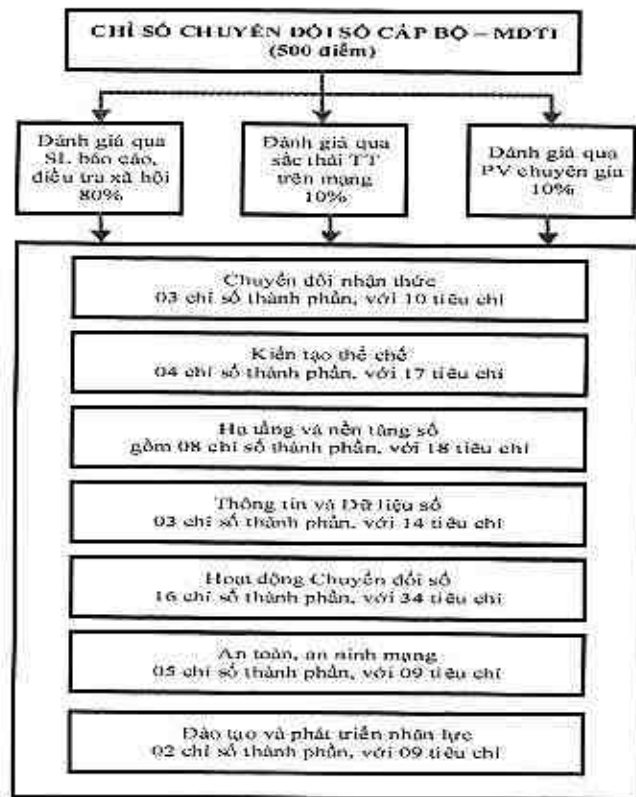 CHỈ SỐ CHUYỂN ĐỔI SỐ CẤP BỘ – MDTI
(500 điểm)
Đánh giá qua
SL báo cáo,
điều tra xã hội
80%
Đánh giá qua
sắc thái TT
trên mạng
10%
Đánh giá qua
PV chuyên gia
10%
Chuyển đổi nhận thức
03 chỉ số thành phần, với 10 tiêu chí
Kiến tạo thể chế
04 chỉ số thành phần, với 17 tiêu chí
Hạ tầng và nền tảng số
gồm 08 chỉ số thành phần, với 18 tiêu chí
Thông tin và Dữ liệu số
03 chỉ số thành phần, với 14 tiêu chí
Hoạt động Chuyển đổi số
16 chỉ số thành phần, với 34 tiêu chí
An toàn, an ninh mạng
05 chỉ số thành phần, với 09 tiêu chí
Đào tạo và phát triển nhân lực
02 chỉ số thành phần, với 09 tiêu chí